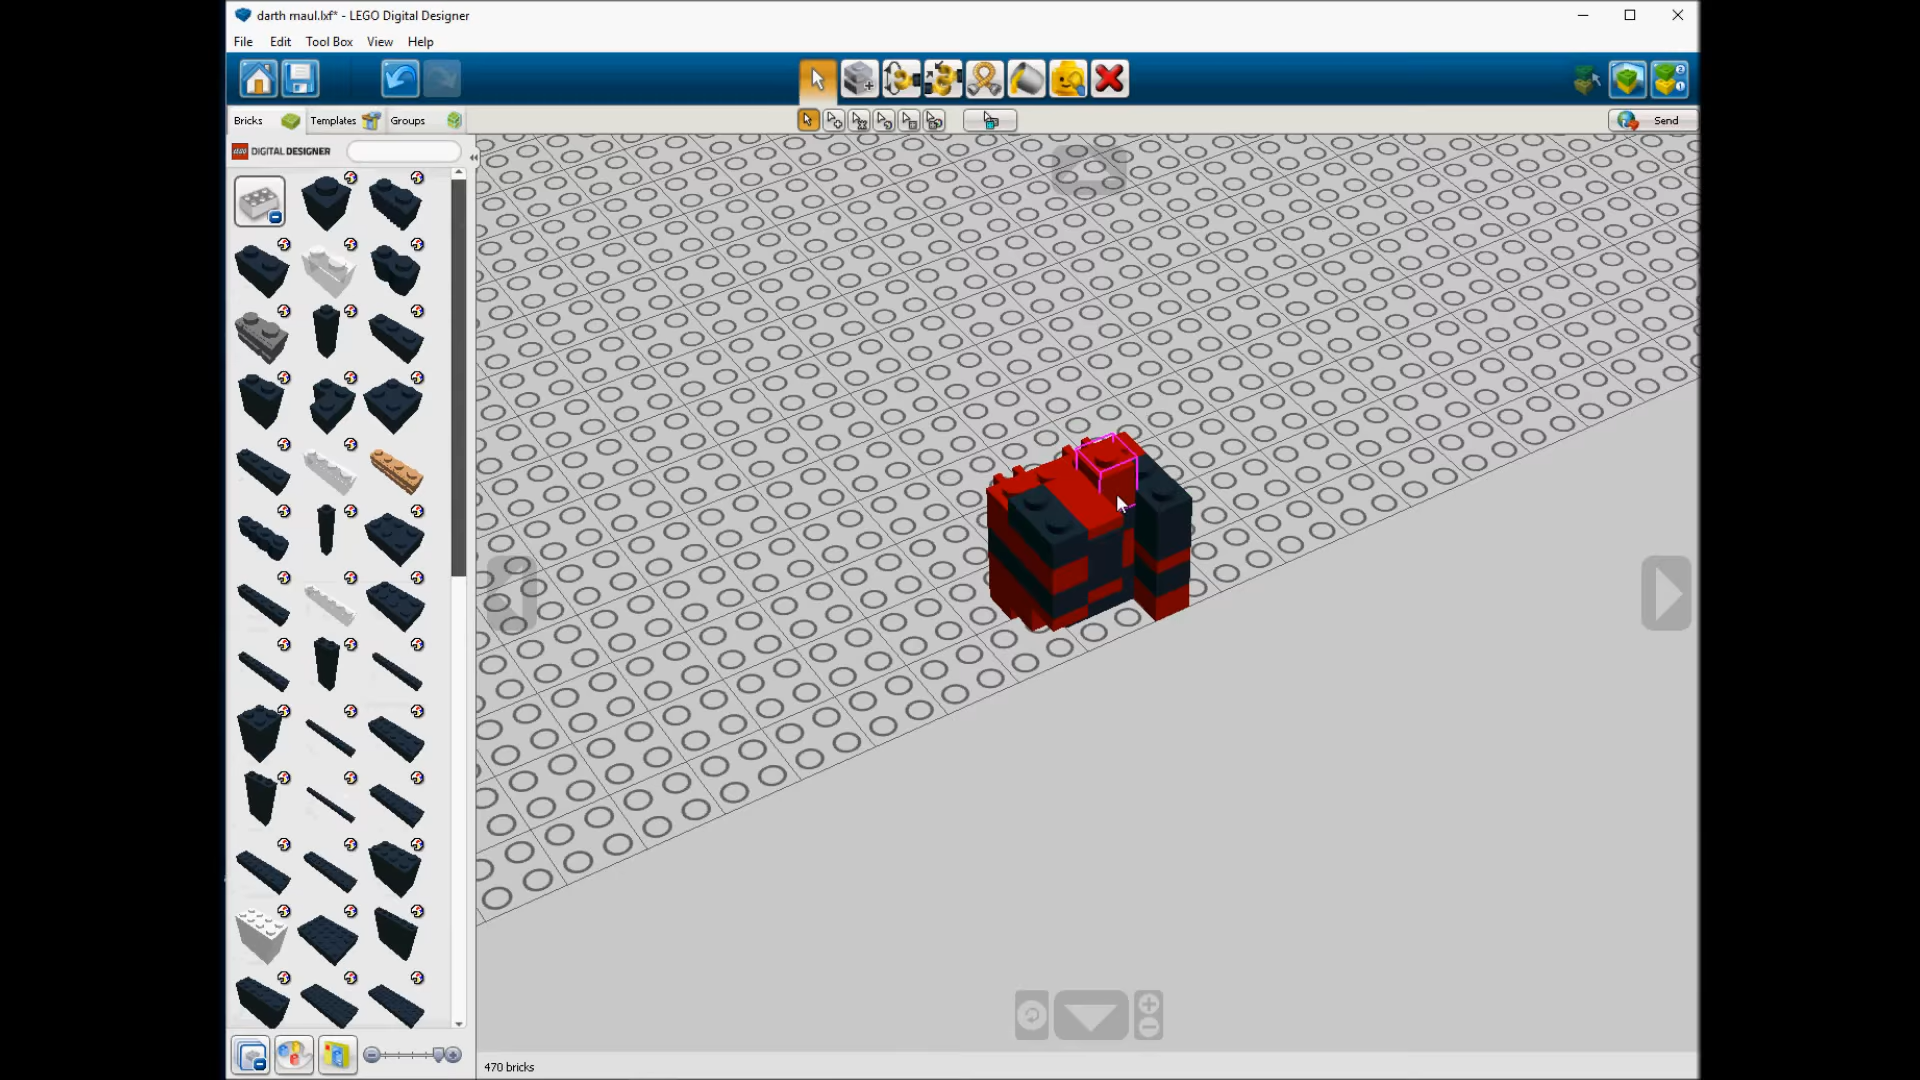 darth maul.lxf* - LEGO Digital Designer
File Edit Tool Box View Help
Bricks Templates Groups
Send
LEGO DIGITAL DESIGNER
470 bricks